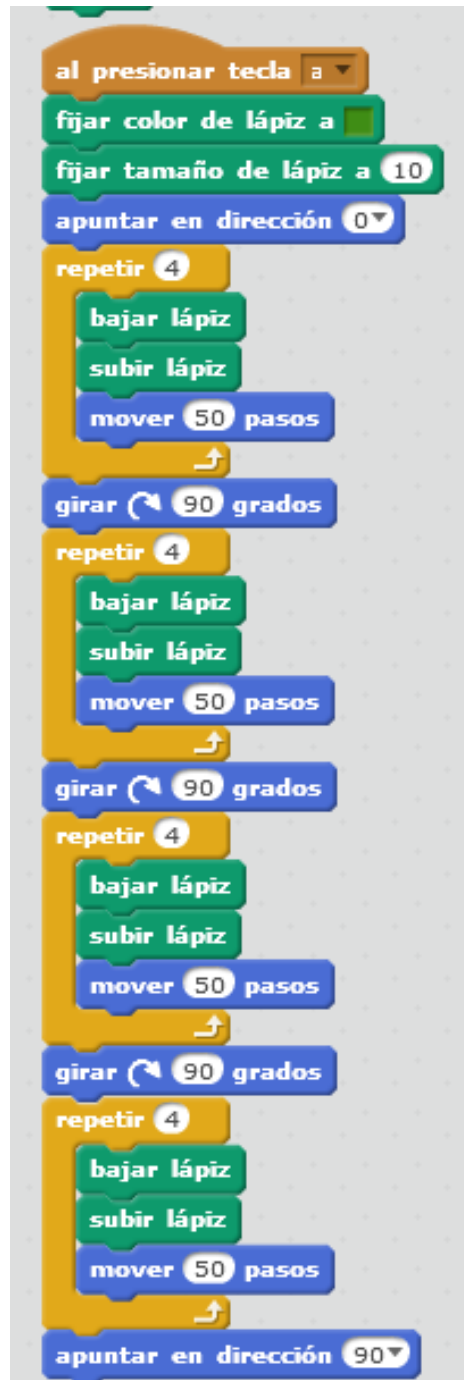 al presionar tecla a
fijar color de lápiz a
fijar tamaño de lápiz a 10
apuntar en dirección 0
repetir 4
bajar lápiz
subir lápiz
mover 50 pasos
girar 90 grados
repetir 4
bajar lápiz
subir lápiz
mover 50 pasos
girar 90 grados
repetir 4
bajar lápiz
subir lápiz
mover 50 pasos
girar 90 grados
repetir 4
bajar lápiz
subir lápiz
mover 50 pasos
apuntar en dirección 90